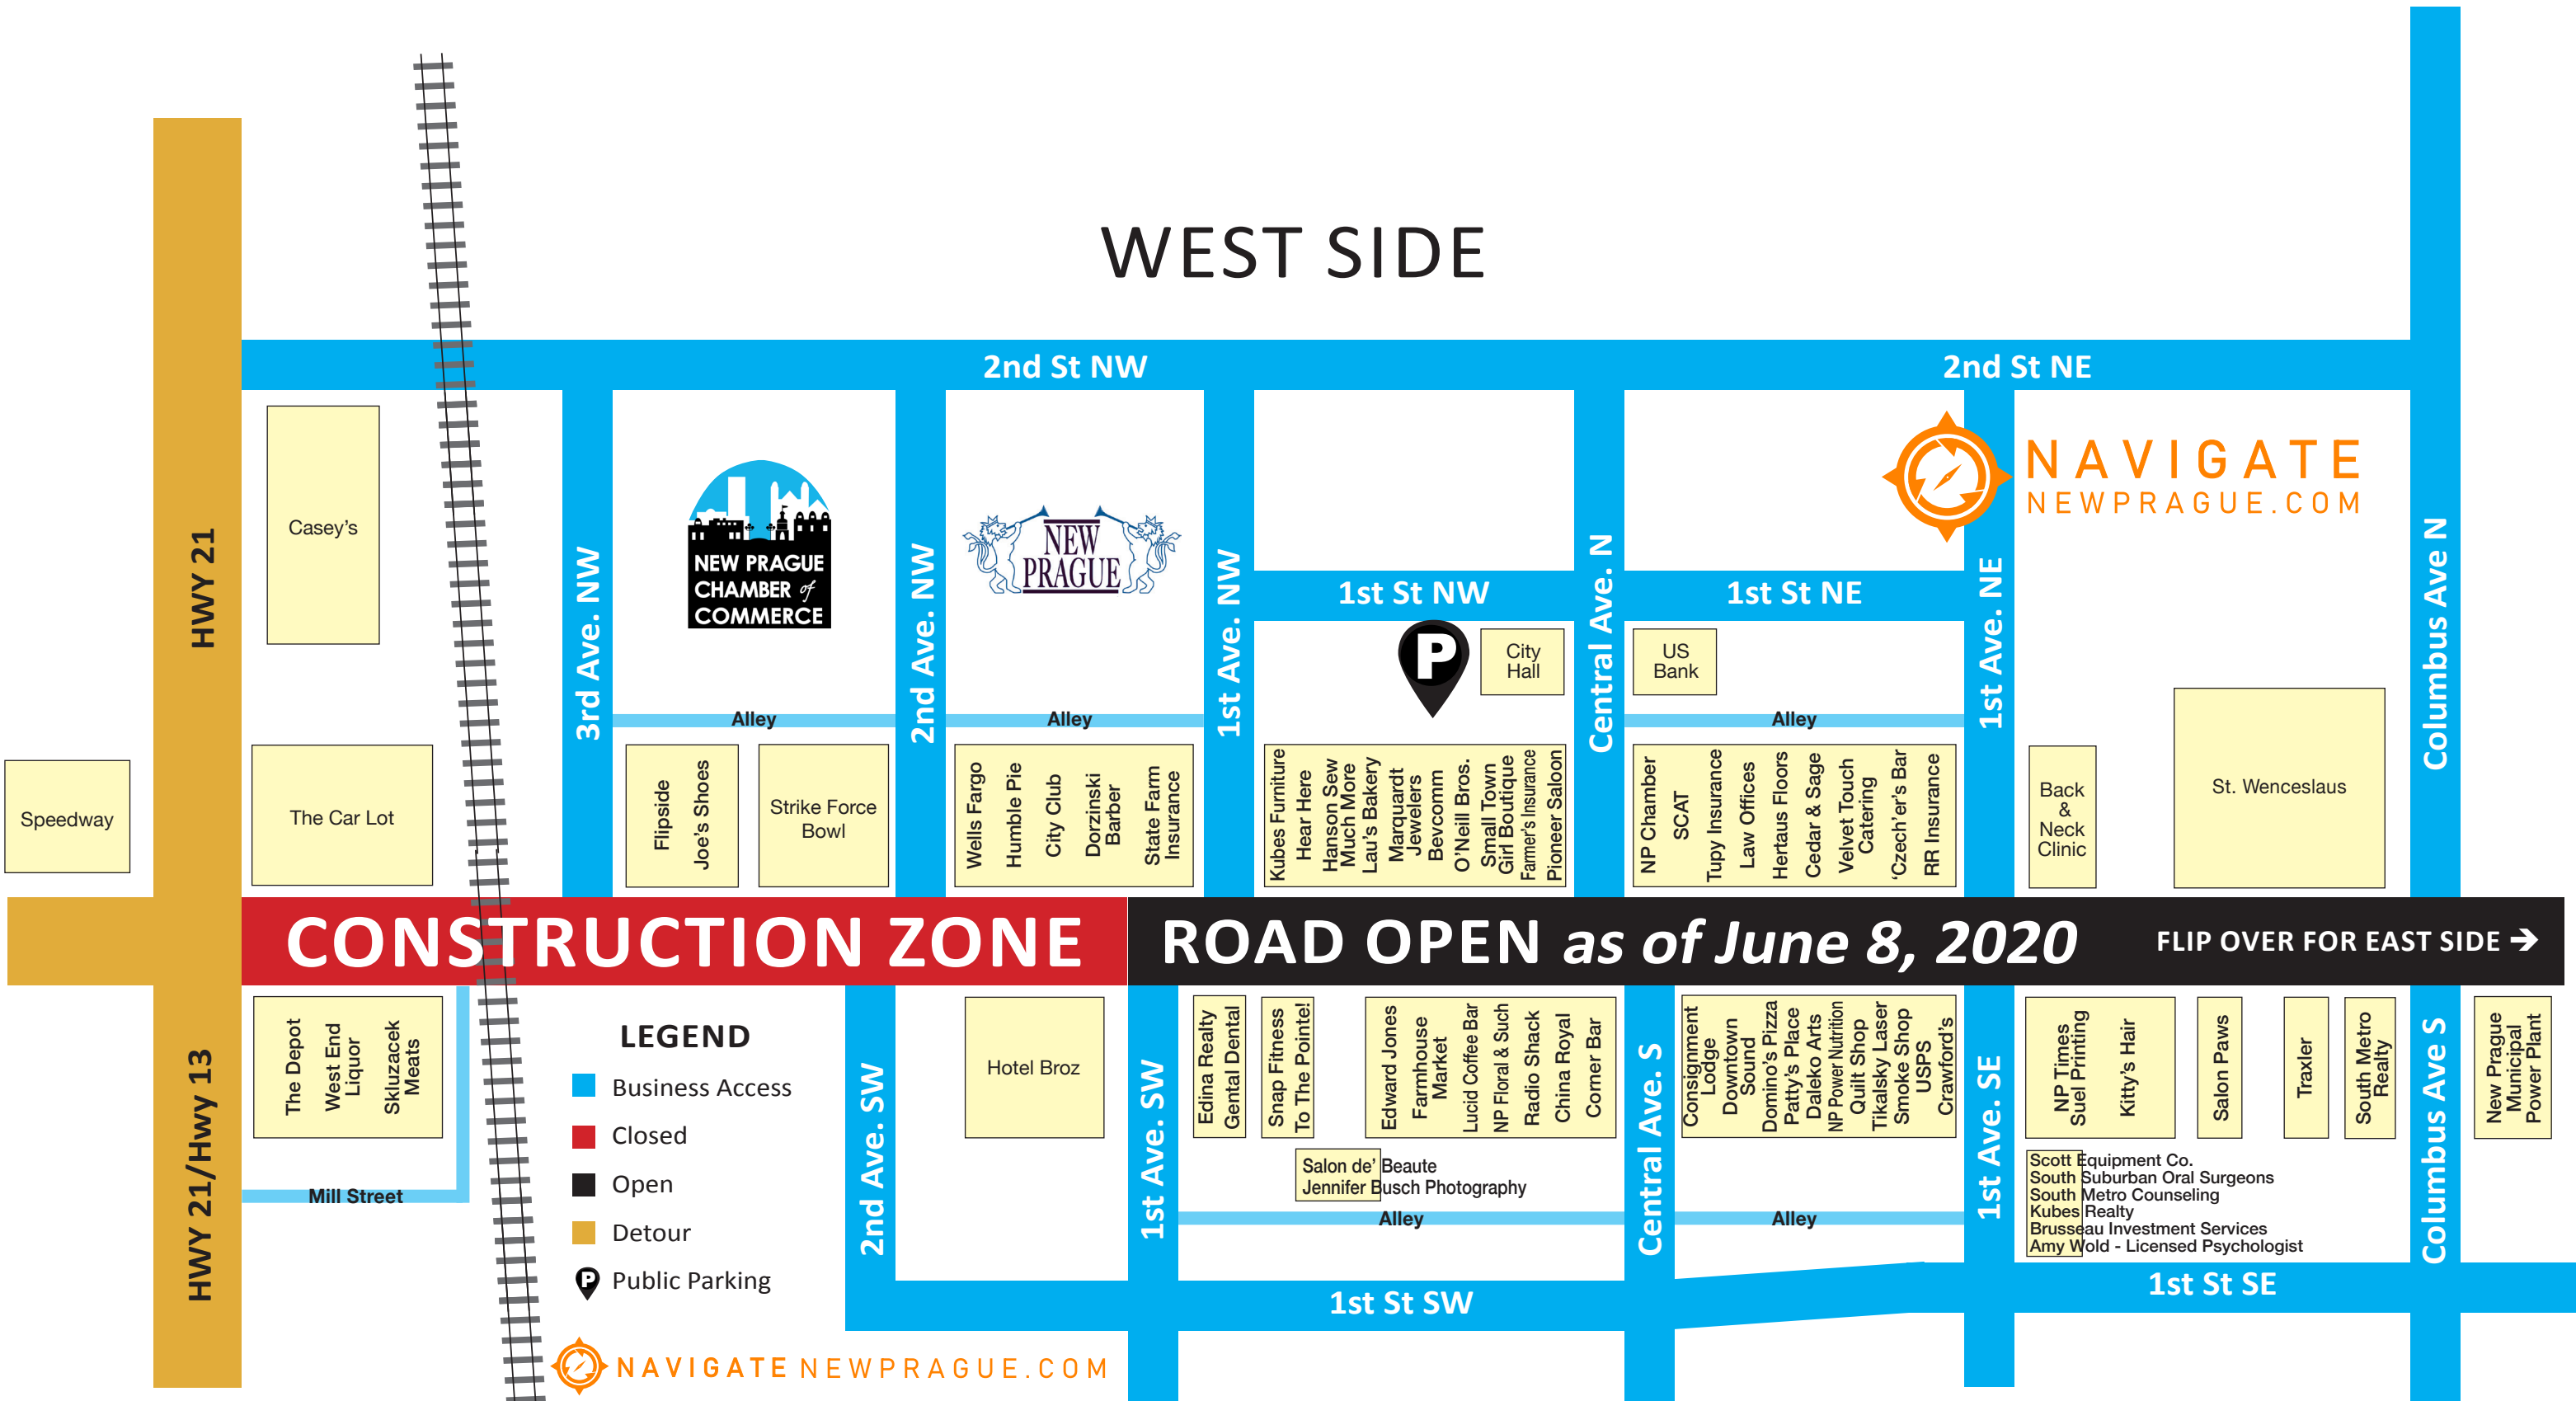 WEST SIDE
2nd St NW
2nd St NE
NAVIGATE
NEWPRAGUE.COM
HWY 21
Casey's
3rd Ave. NW
NEW PRAGUE
CHAMBER of
COMMERCE
2nd Ave. NW
NEW
PRAGUE
1st Ave. NW
1st St NW
Central Ave. N
1st St NE
1st Ave. NE
Columbus Ave N
P
City
Hall
US
Bank
Alley
Alley
Alley
Speedway
The Car Lot
Flipside
Joe's Shoes
Strike Force
Bowl
Wells Fargo
Humble Pie
City Club
Dorzinski
Barber
State Farm
Insurance
Kubes Furniture
Hear Here
Hanson Sew
Much More
Lau's Bakery
Marquardt
Jewelers
Bevcomm
O'Neill Bros.
Small Town
Girl Boutique
Farmer's Insurance
Pioneer Saloon
NP Chamber
SCAT
Tupy Insurance
Law Offices
Hertaus Floors
Cedar & Sage
Velvet Touch
Catering
'Czech'er's Bar
RR Insurance
Back
&
Neck
Clinic
St. Wenceslaus
CONSTRUCTION ZONE
ROAD OPEN as of June 8, 2020
FLIP OVER FOR EAST SIDE ➔
HWY 21/Hwy 13
The Depot
West End
Liquor
Skluzacek
Meats
Mill Street
LEGEND
Business Access
Closed
Open
Detour
P Public Parking
2nd Ave. SW
Hotel Broz
1st Ave. SW
Edina Realty
Gental Dental
Snap Fitness
To The Pointe!
Edward Jones
Farmhouse
Market
Lucid Coffee Bar
NP Floral & Such
Radio Shack
China Royal
Corner Bar
Salon de' Beaute
Jennifer Busch Photography
Alley
Central Ave. S
Consignment
Lodge
Downtown
Sound
Domino's Pizza
Patty's Place
Daleko Arts
NP Power Nutrition
Quilt Shop
Tikalsky Laser
Smoke Shop
USPS
Crawford's
Alley
1st Ave. SE
NP Times
Suel Printing
Kitty's Hair
Salon Paws
Traxler
South Metro
Realty
Scott Equipment Co.
South Suburban Oral Surgeons
South Metro Counseling
Kubes Realty
Brusseau Investment Services
Amy Wold - Licensed Psychologist
Columbus Ave S
New Prague
Municipal
Power Plant
1st St SW
1st St SE
NAVIGATE NEWPRAGUE.COM